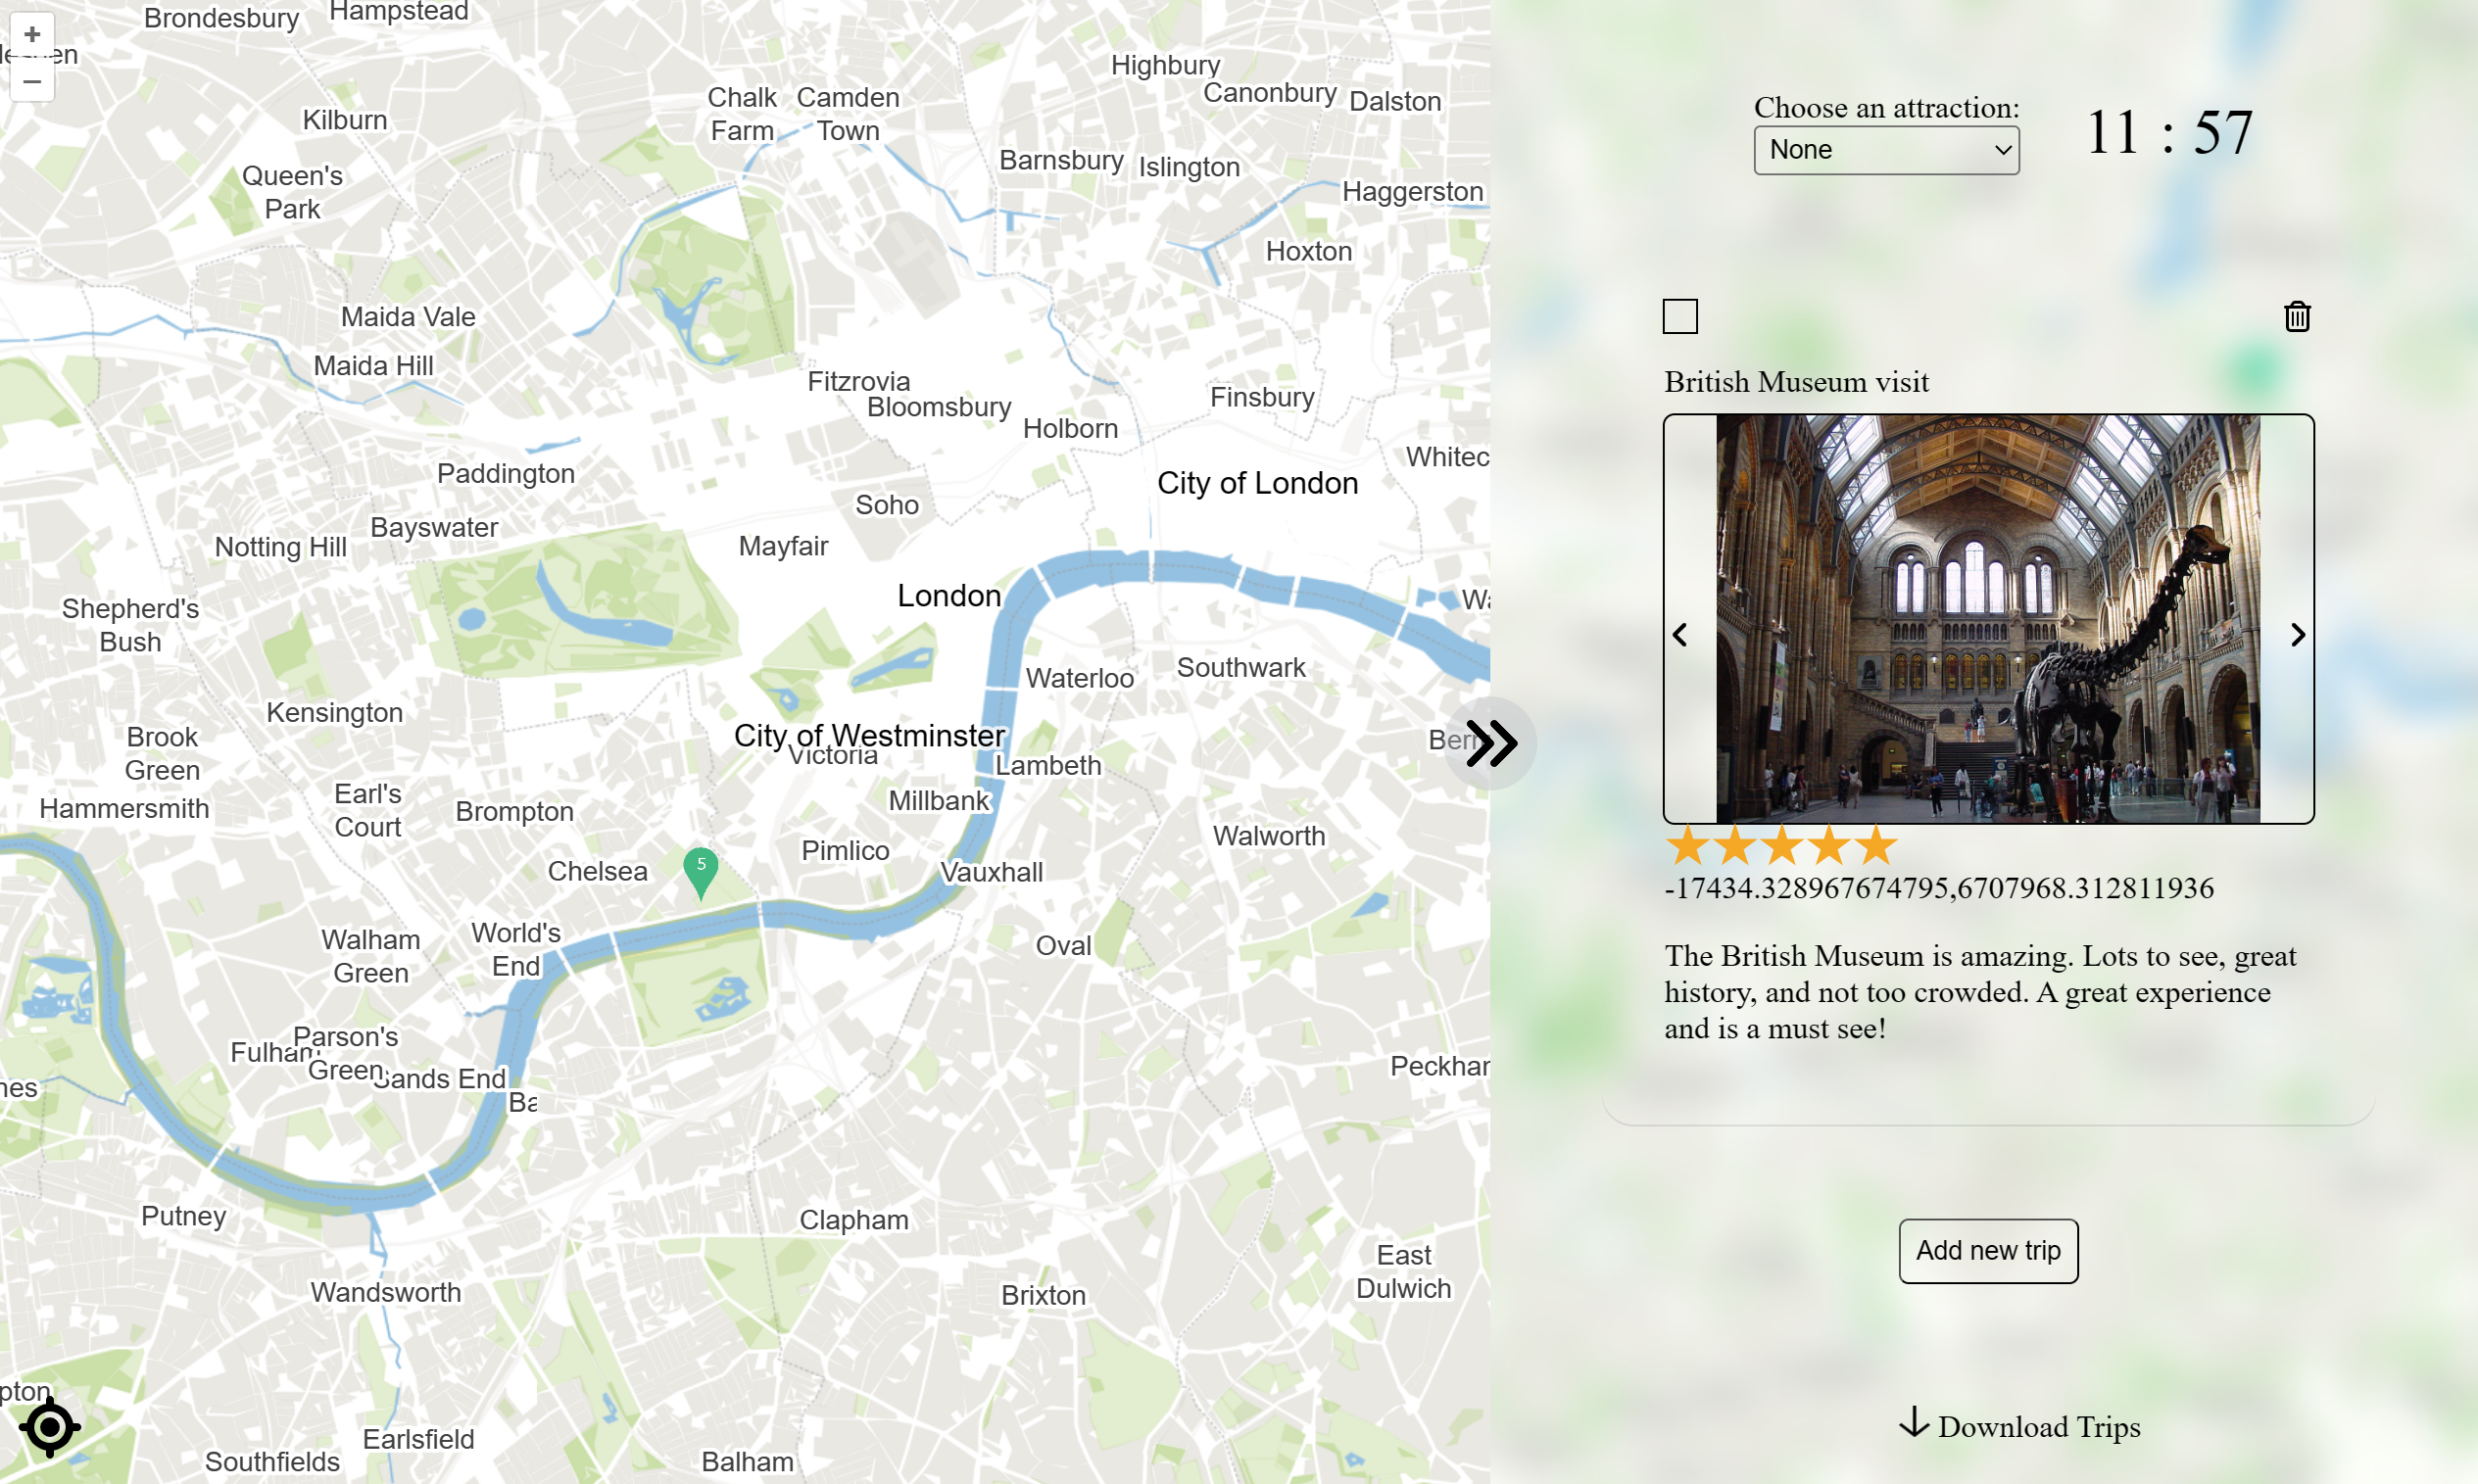 Brondesbury
Hampstead
+
−
Highbury
Canonbury
Dalston
Chalk
Farm
Camden
Town
Kilburn
Barnsbury
Islington
Queen's
Park
Haggerston
Hoxton
Maida Vale
Maida Hill
Fitzrovia
Bloomsbury
Finsbury
Holborn
Whitec
Paddington
City of London
Soho
Bayswater
Notting Hill
Mayfair
London
Wa
Shepherd's
Bush
Waterloo
Southwark
Kensington
City of Westminster
Victoria
Brook
Green
Bern
Lambeth
Hammersmith
Earl's
Court
Brompton
Millbank
Walworth
Pimlico
Chelsea
5
Vauxhall
World's
End
Walham
Green
Oval
Parson's
Green
Fulham
Sands End
Ba
nes
Peckhar
Putney
Clapham
East
Dulwich
Wandsworth
Brixton
pton
Earlsfield
Southfields
Balham
Choose an attraction:
None
11 : 57
British Museum visit
-17434.328967674795,6707968.312811936
The British Museum is amazing. Lots to see, great
history, and not too crowded. A great experience
and is a must see!
Add new trip
Download Trips